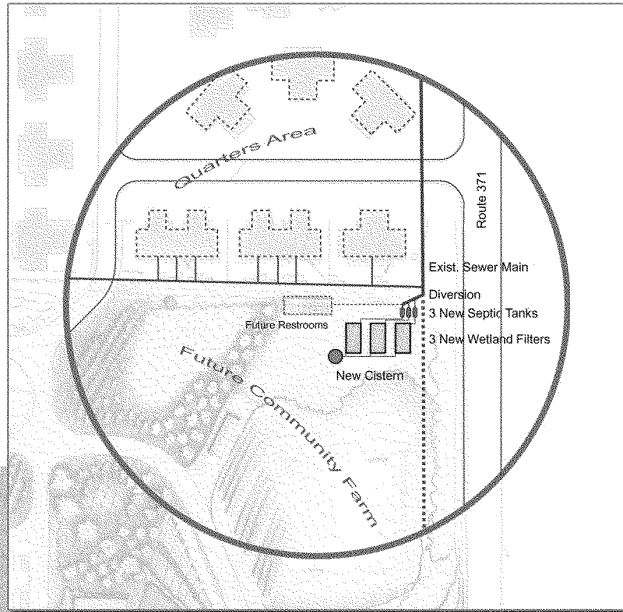 Quarters Area
Route 371
Exist. Sewer Main
Diversion
3 New Septic Tanks
Future Restrooms
3 New Wetland Filters
New Cistern
Future Community Farm